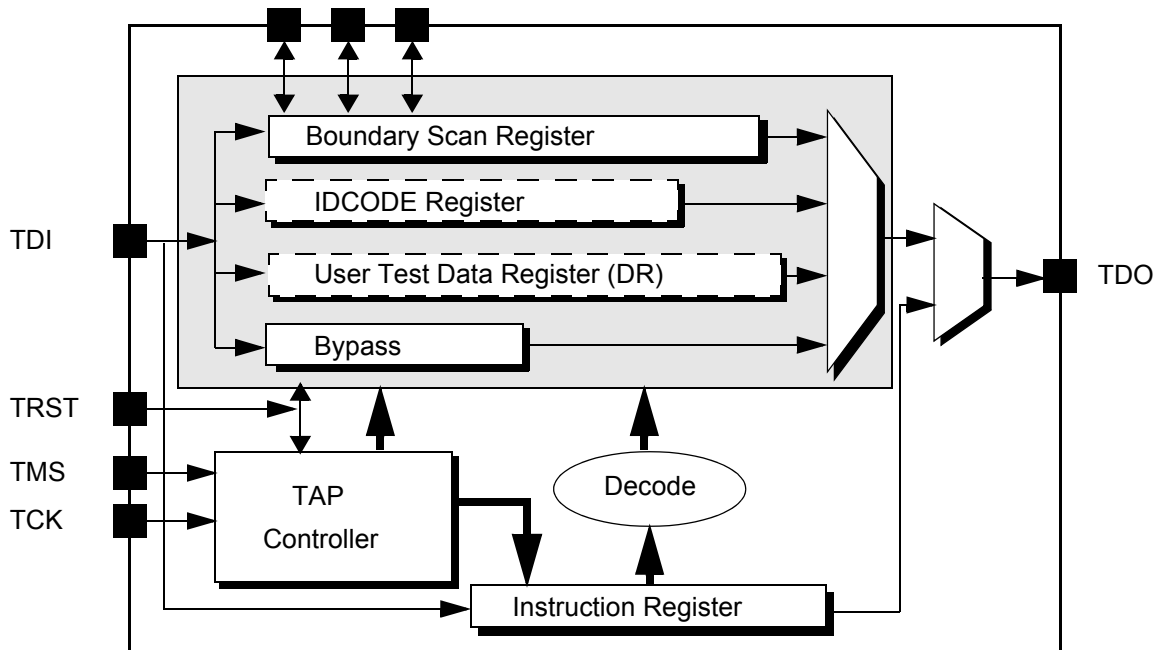 Boundary Scan Register
IDCODE Register
TDI
User Test Data Register (DR)
TDO
Bypass
TRST
TMS
TCK
TAP
Controller
Decode
Instruction Register